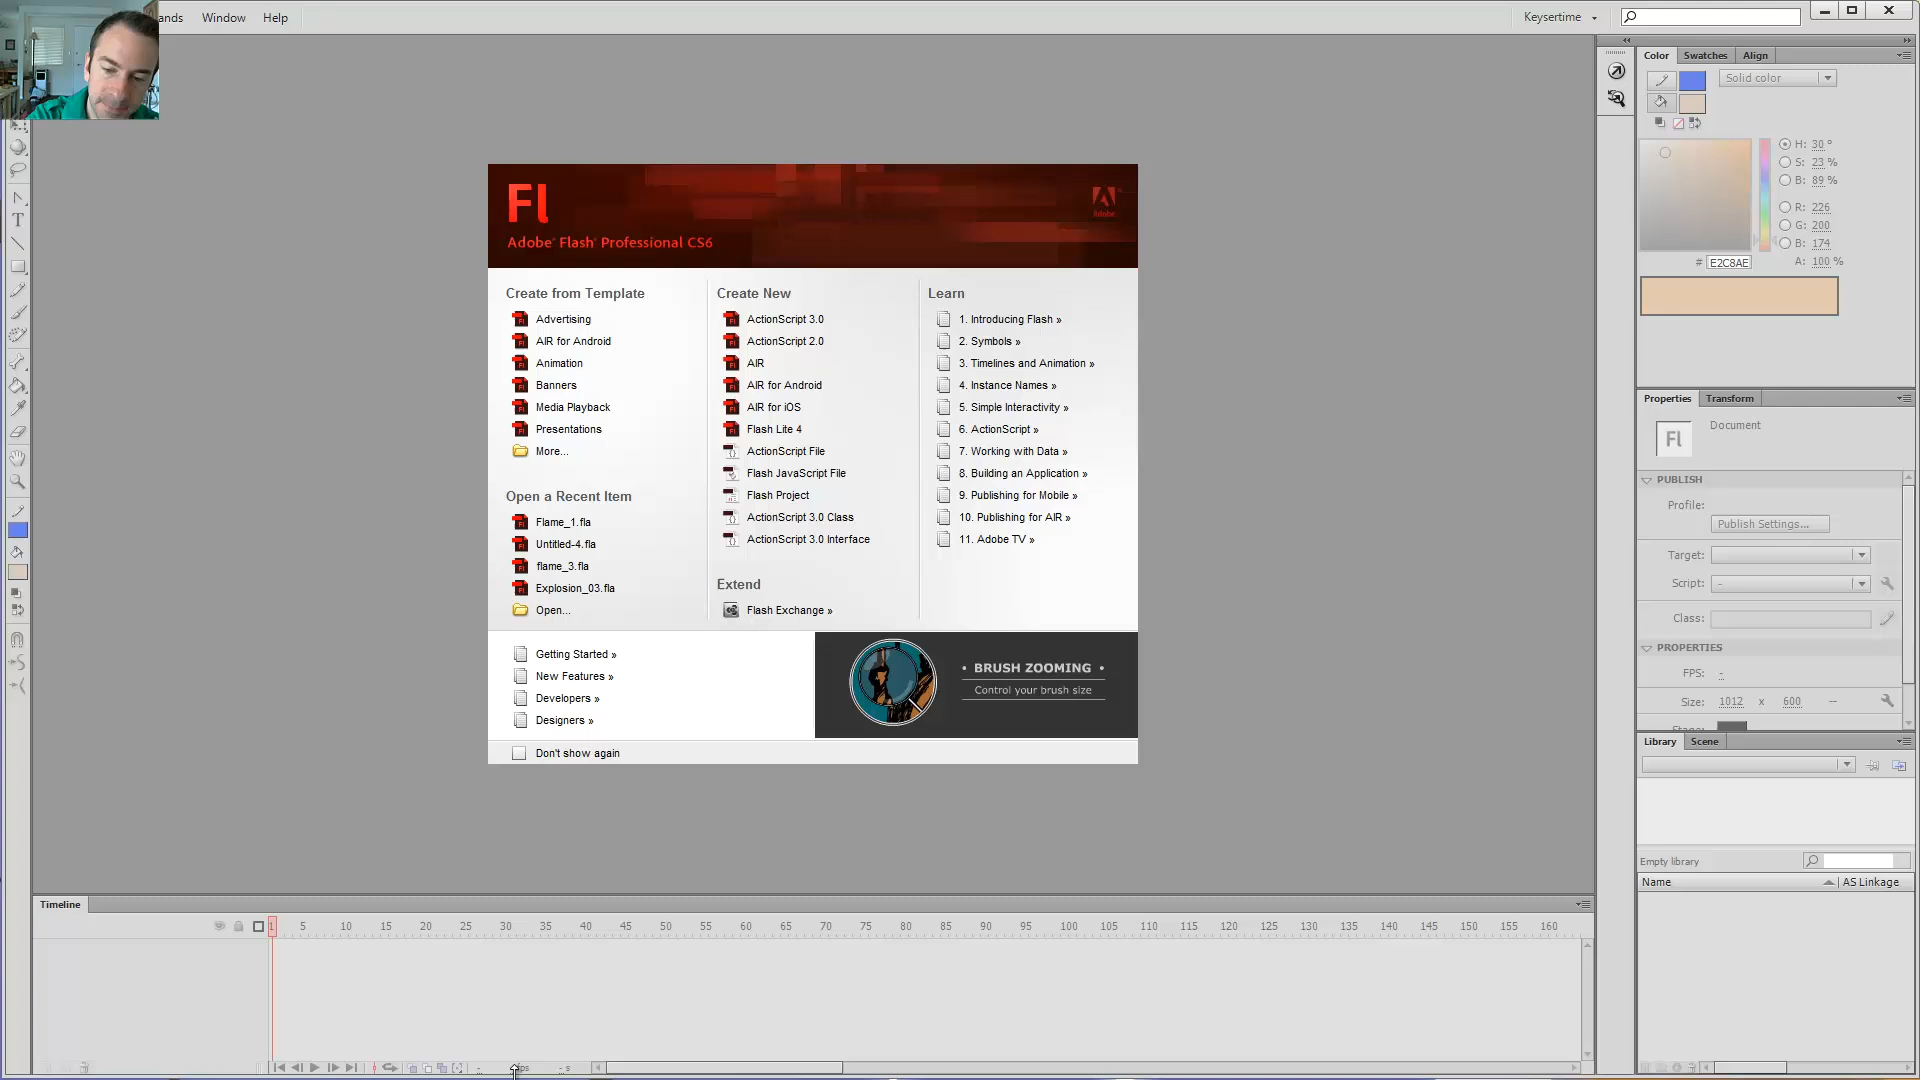 ands Window Help
Keysertime
Color Swatches Align
Solid color
H: 30 °
S: 23 %
B: 89 %
R: 226
G: 200
B: 174
# E2C8AE A: 100 %
Fl
Adobe® Flash® Professional CS6
Adobe
Create from Template
Advertising
AIR for Android
Animation
Banners
Media Playback
Presentations
More...
Open a Recent Item
Flame_1.fla
Untitled-4.fla
flame_3.fla
Explosion_03.fla
Open...
Create New
ActionScript 3.0
ActionScript 2.0
AIR
AIR for Android
AIR for iOS
Flash Lite 4
ActionScript File
Flash JavaScript File
Flash Project
ActionScript 3.0 Class
ActionScript 3.0 Interface
Extend
Flash Exchange »
Learn
1. Introducing Flash »
2. Symbols »
3. Timelines and Animation »
4. Instance Names »
5. Simple Interactivity »
6. ActionScript »
7. Working with Data »
8. Building an Application »
9. Publishing for Mobile »
10. Publishing for AIR »
11. Adobe TV »
Getting Started »
New Features »
Developers »
Designers »
• BRUSH ZOOMING •
Control your brush size
Don't show again
Properties Transform
Fl
Document
PUBLISH
Profile:
Publish Settings...
Target:
Script: -
Class:
PROPERTIES
FPS: -
Size: 1012 x 600 --
Library Scene
Empty library
Name AS Linkage
Timeline
1 5 10 15 20 25 30 35 40 45 50 55 60 65 70 75 80 85 90 95 100 105 110 115 120 125 130 135 140 145 150 155 160